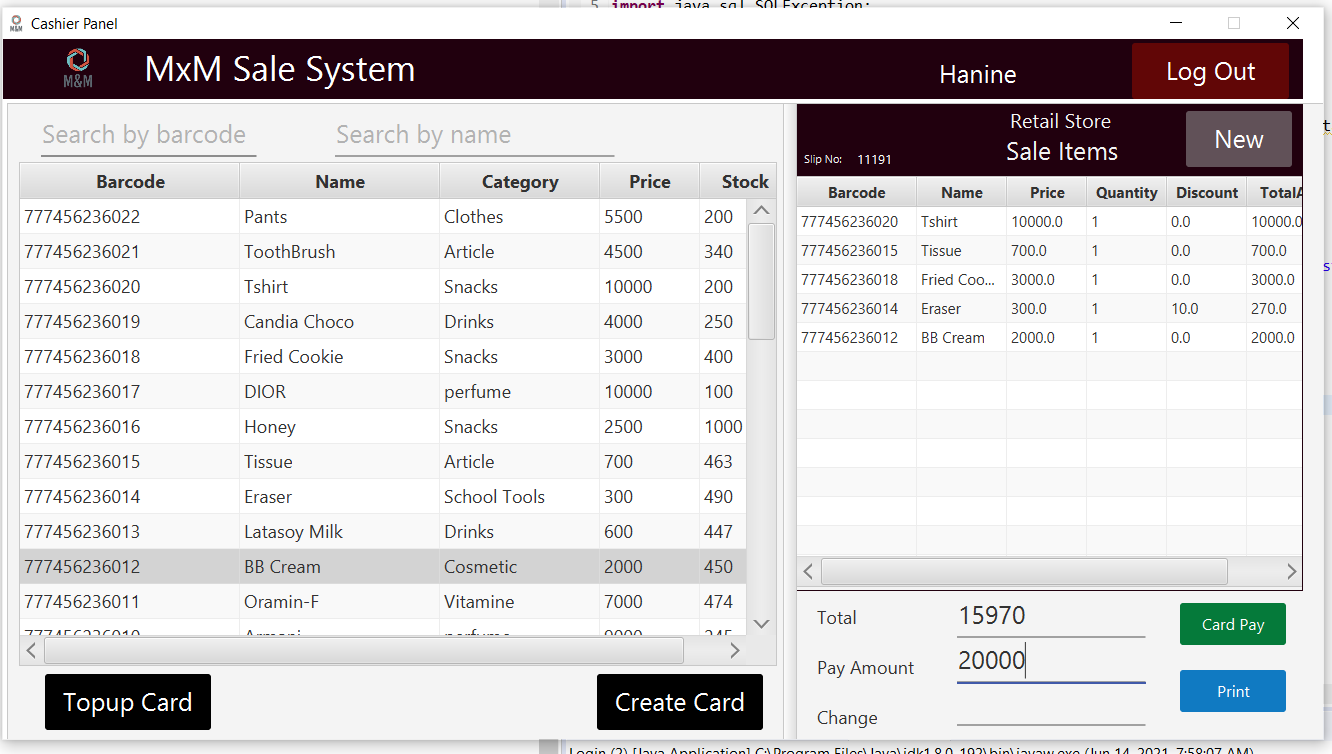 5 import java.sql.SQLException;
Cashier Panel
M&M
MxM Sale System
Hanine
Log Out
Search by barcode
Search by name
Barcode Name Category Price Stock
777456236022 Pants Clothes 5500 200
777456236021 ToothBrush Article 4500 340
777456236020 Tshirt Snacks 10000 200
777456236019 Candia Choco Drinks 4000 250
777456236018 Fried Cookie Snacks 3000 400
777456236017 DIOR perfume 10000 100
777456236016 Honey Snacks 2500 1000
777456236015 Tissue Article 700 463
777456236014 Eraser School Tools 300 490
777456236013 Latasoy Milk Drinks 600 447
777456236012 BB Cream Cosmetic 2000 450
777456236011 Oramin-F Vitamine 7000 474
777456236010 Armani perfume 9000 245
Topup Card
Create Card
Retail Store
Slip No: 11191
Sale Items
New
Barcode Name Price Quantity Discount TotalA
777456236020 Tshirt 10000.0 1 0.0 10000.0
777456236015 Tissue 700.0 1 0.0 700.0
777456236018 Fried Coo... 3000.0 1 0.0 3000.0
777456236014 Eraser 300.0 1 10.0 270.0
777456236012 BB Cream 2000.0 1 0.0 2000.0
Total 15970
Card Pay
Pay Amount 20000
Print
Change
Login (2) [Java Application] C:\Program Files\Java\jdk1.8.0_192\bin\javaw.exe (Jun 14, 2021, 7:58:07 AM)